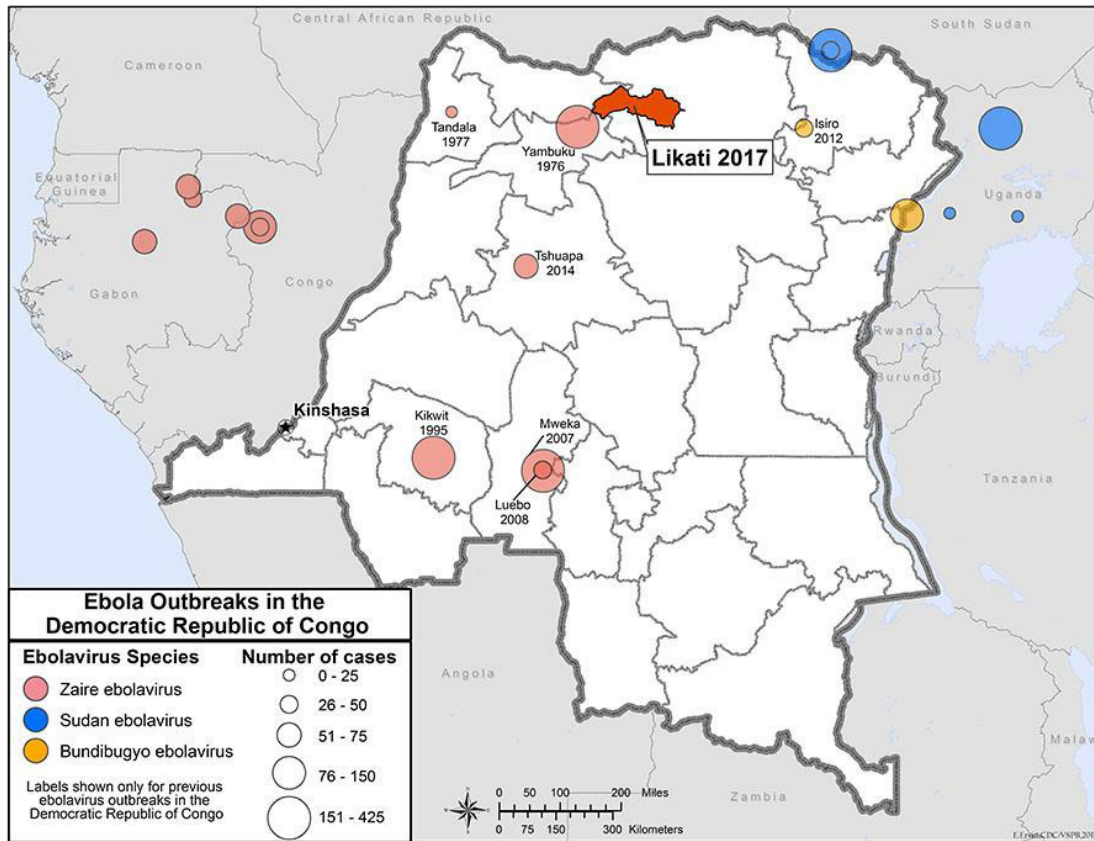 Central African Republic
South Sudan
Cameroon
Tandala
1977
Isiro
2012
Yambuku
1976
Likati 2017
Equatorial
Guinea
Uganda
Tshuapa
2014
Gabon
Congo
Rwanda
Burundi
Kinshasa
Kikwit
1995
Mweka
2007
Luebo
2008
Tanzania
Ebola Outbreaks in the
Democratic Republic of Congo
Ebolavirus Species
Zaire ebolavirus
Sudan ebolavirus
Bundibugyo ebolavirus
Labels shown only for previous
ebolavirus outbreaks in the
Democratic Republic of Congo
Number of cases
0 - 25
26 - 50
51 - 75
76 - 150
151 - 425
Angola
Zambia
Malaw
0 50 100 200 Miles
0 75 150 300 Kilometers